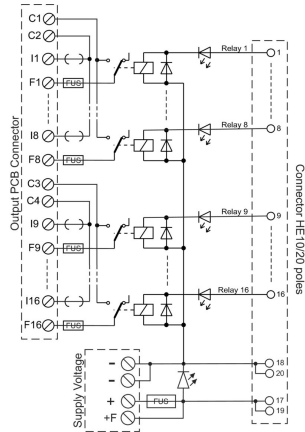 C1
C2
I1
F1
FUS
Relay 1
1
I8
F8
FUS
Relay 8
8
C3
C4
I9
F9
FUS
Relay 9
9
I16
F16
FUS
Relay 16
16
Output PCB Connector
Connector HE10/20 poles
Supply Voltage
-
-
+
+F
FUS
18
20
17
19